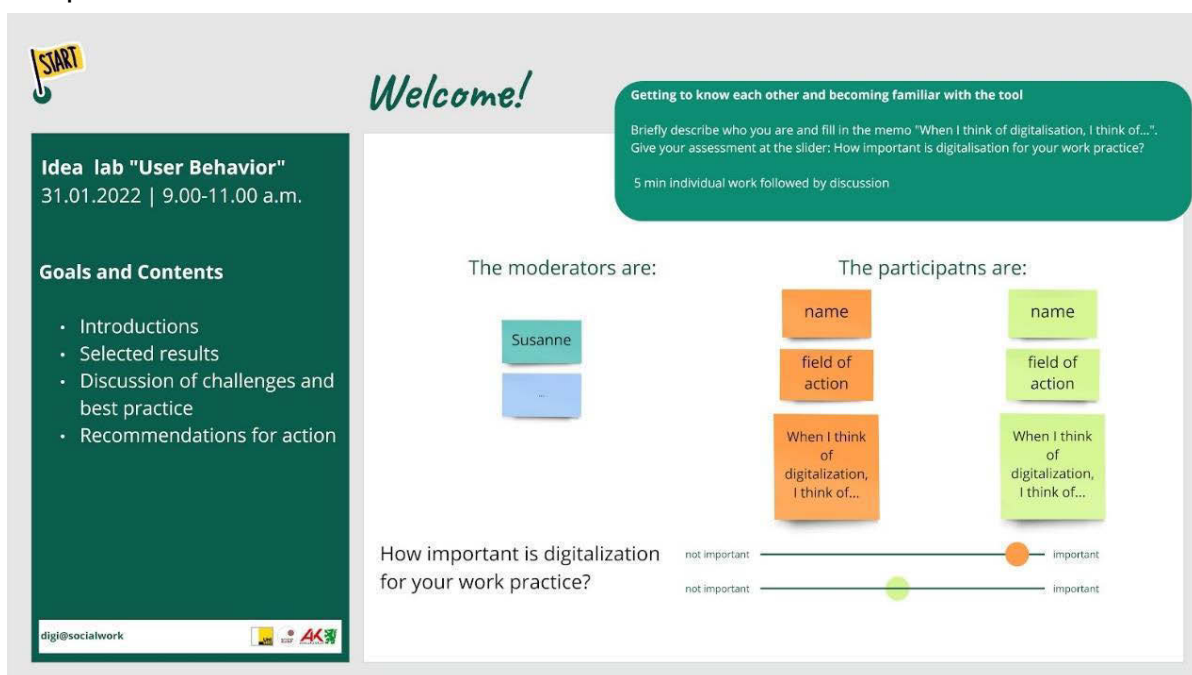 START
Welcome!
Getting to know each other and becoming familiar with the tool
Briefly describe who you are and fill in the memo "When I think of digitalisation, I think of...".
Give your assessment at the slider: How important is digitalisation for your work practice?
5 min individual work followed by discussion
Idea lab "User Behavior"
31.01.2022 | 9.00-11.00 a.m.
Goals and Contents
• Introductions
• Selected results
• Discussion of challenges and
best practice
• Recommendations for action
digi@socialwork
AK
The moderators are:
Susanne
...
The participatns are:
name
field of
action
When I think
of
digitalization,
I think of...
name
field of
action
When I think
of
digitalization,
I think of...
How important is digitalization
for your work practice?
not important
important
not important
important